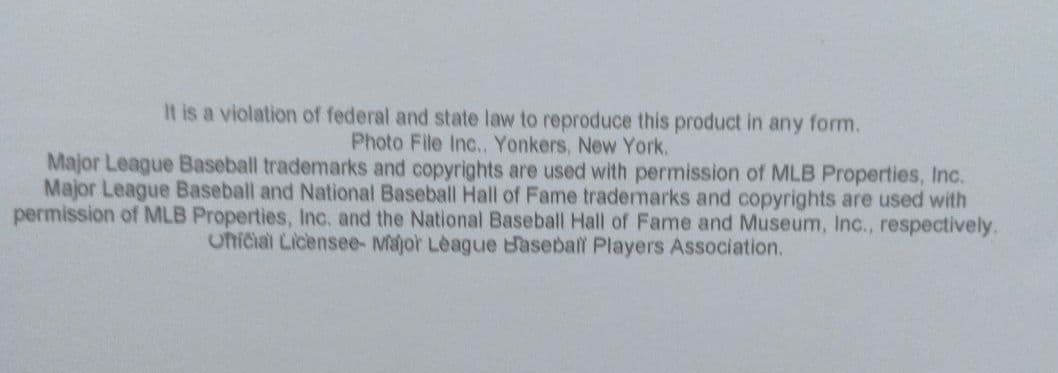 It is a violation of federal and state law to reproduce this product in any form.
Photo File Inc.. Yonkers, New York.
Major League Baseball trademarks and copyrights are used with permission of MLB Properties, Inc.
Major League Baseball and National Baseball Hall of Fame trademarks and copyrights are used with
permission of MLB Properties, Inc. and the National Baseball Hall of Fame and Museum, Inc., respectively.
Official Licensee- Major League Baseball Players Association.